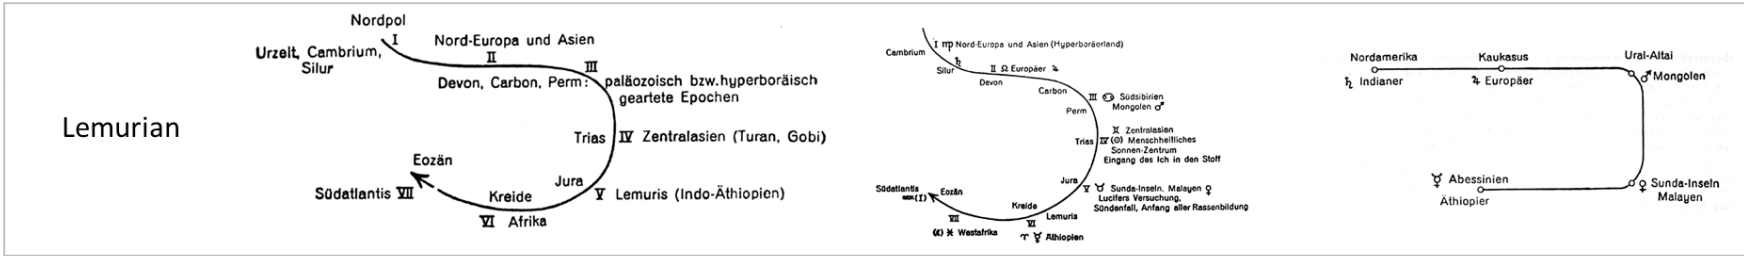 Lemurian
Nordpol
I
Urzeit, Cambrium,
Silur
Nord-Europa und Asien
II
III
Devon, Carbon, Perm: paläozoisch bzw. hyperboräisch
geartete Epochen
Trias IV Zentralasien (Turan, Gobi)
Eozän
Jura
Südatlantis VII
Kreide
V Lemuris (Indo-Äthiopien)
VI Afrika
Cambrium
I ♍ Nord-Europa und Asien (Hyperboräerland)
♄
Silur
II ♌ Europäer ♃
Devon
Carbon
III ♋ Südsibirien
Mongolen ♂
Perm
♊ Zentralasien
Trias IV (☉) Menschheitliches
Sonnen-Zentrum
Eingang des Ich in den Stoff
Jura
V ♉ Sunda-Inseln. Malayen ♀
Lucifers Versuchung,
Sündenfall, Anfang aller Rassenbildung
Südatlantis
(I)
Eozän
Kreide
Lemuris
VII
VI
♓ Westafrika
♈ ☿ Äthiopien
Nordamerika
Kaukasus
Ural-Altai
♄ Indianer
♃ Europäer
♂ Mongolen
☿ Abessinien
Äthiopier
♀ Sunda-Inseln
Malayen